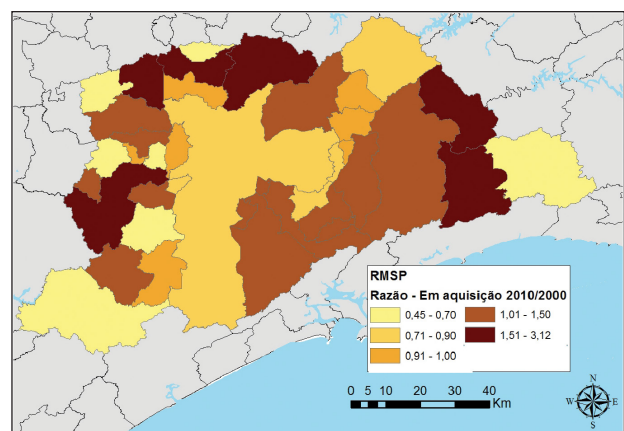 RMSP
Razão - Em aquisição 2010/2000
0,45 - 0,70
1,01 - 1,50
0,71 - 0,90
1,51 - 3,12
0,91 - 1,00
0 5 10 20 30 40
Km
N
W E
S